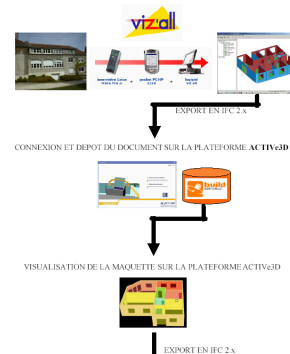 viz'all
EXPORT EN IFC 2.x
CONNEXION ET DEPOT DU DOCUMENT SUR LA PLATEFORME ACTIVe3D
build
VISUALISATION DE LA MAQUETTE SUR LA PLATEFORME ACTIVe3D
EXPORT EN IFC 2.x